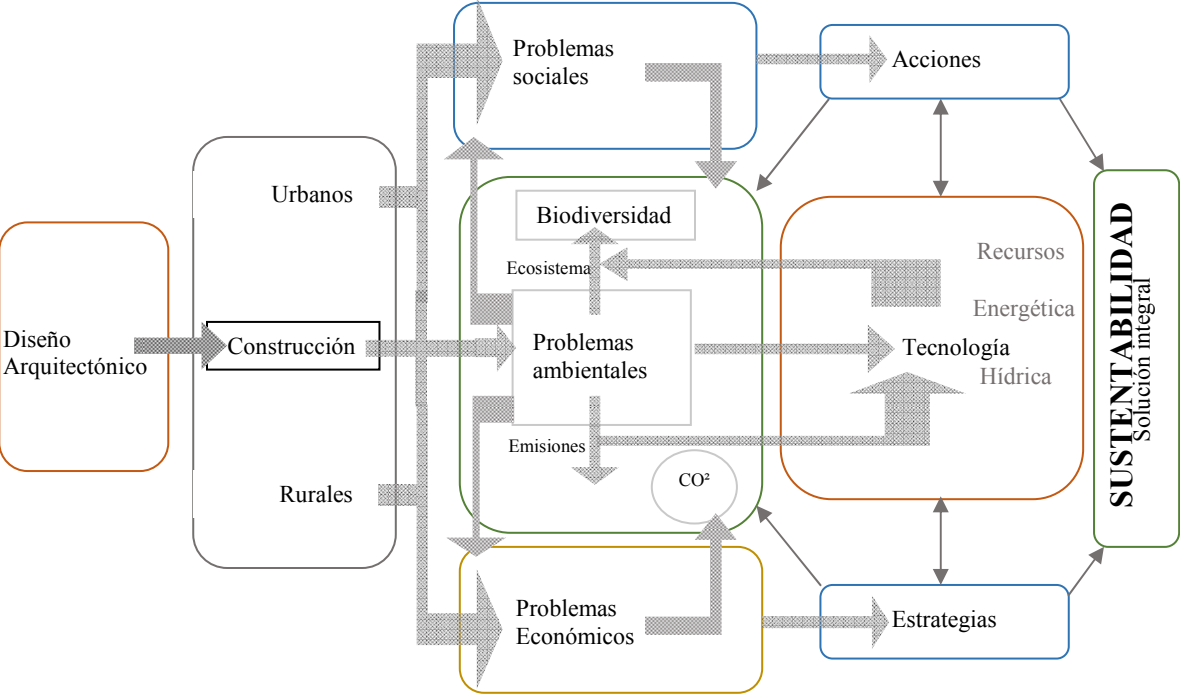 Diseño
Arquitectónico
Urbanos
Construcción
Rurales
Problemas
sociales
Biodiversidad
Ecosistema
Problemas
ambientales
Emisiones
CO²
Problemas
Económicos
Acciones
Recursos
Energética
Tecnología
Hídrica
Estrategias
SUSTENTABILIDAD
Solución integral